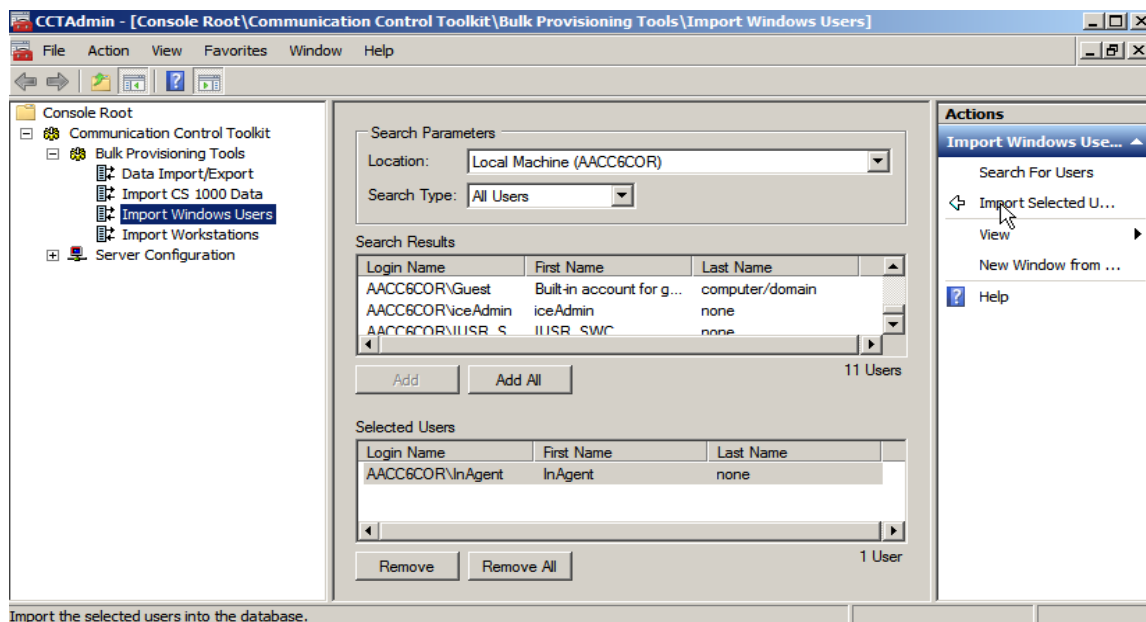 CCTAdmin - [Console Root\Communication Control Toolkit\Bulk Provisioning Tools\Import Windows Users]
File Action View Favorites Window Help
Console Root
Communication Control Toolkit
Bulk Provisioning Tools
Data Import/Export
Import CS 1000 Data
Import Windows Users
Import Workstations
Server Configuration
Search Parameters
Location: Local Machine (AACC6COR)
Search Type: All Users
Search Results
Login Name First Name Last Name
AACC6COR\Guest Built-in account for g... computer/domain
AACC6COR\iceAdmin iceAdmin none
AACC6COR\IUSR_S... IUSR_SWC none
Add Add All 11 Users
Selected Users
Login Name First Name Last Name
AACC6COR\InAgent InAgent none
Remove Remove All 1 User
Actions
Import Windows Use...
Search For Users
Import Selected U...
View
New Window from ...
Help
Import the selected users into the database.